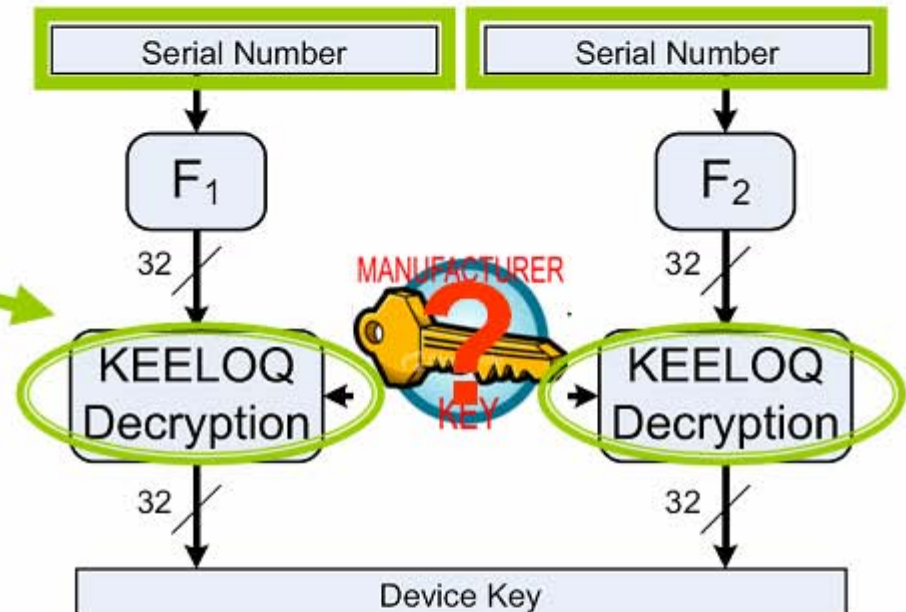 Serial Number
Serial Number
F₁
F₂
32
32
MANUFACTURER
?
KEY
KEELOQ
Decryption
KEELOQ
Decryption
32
32
Device Key